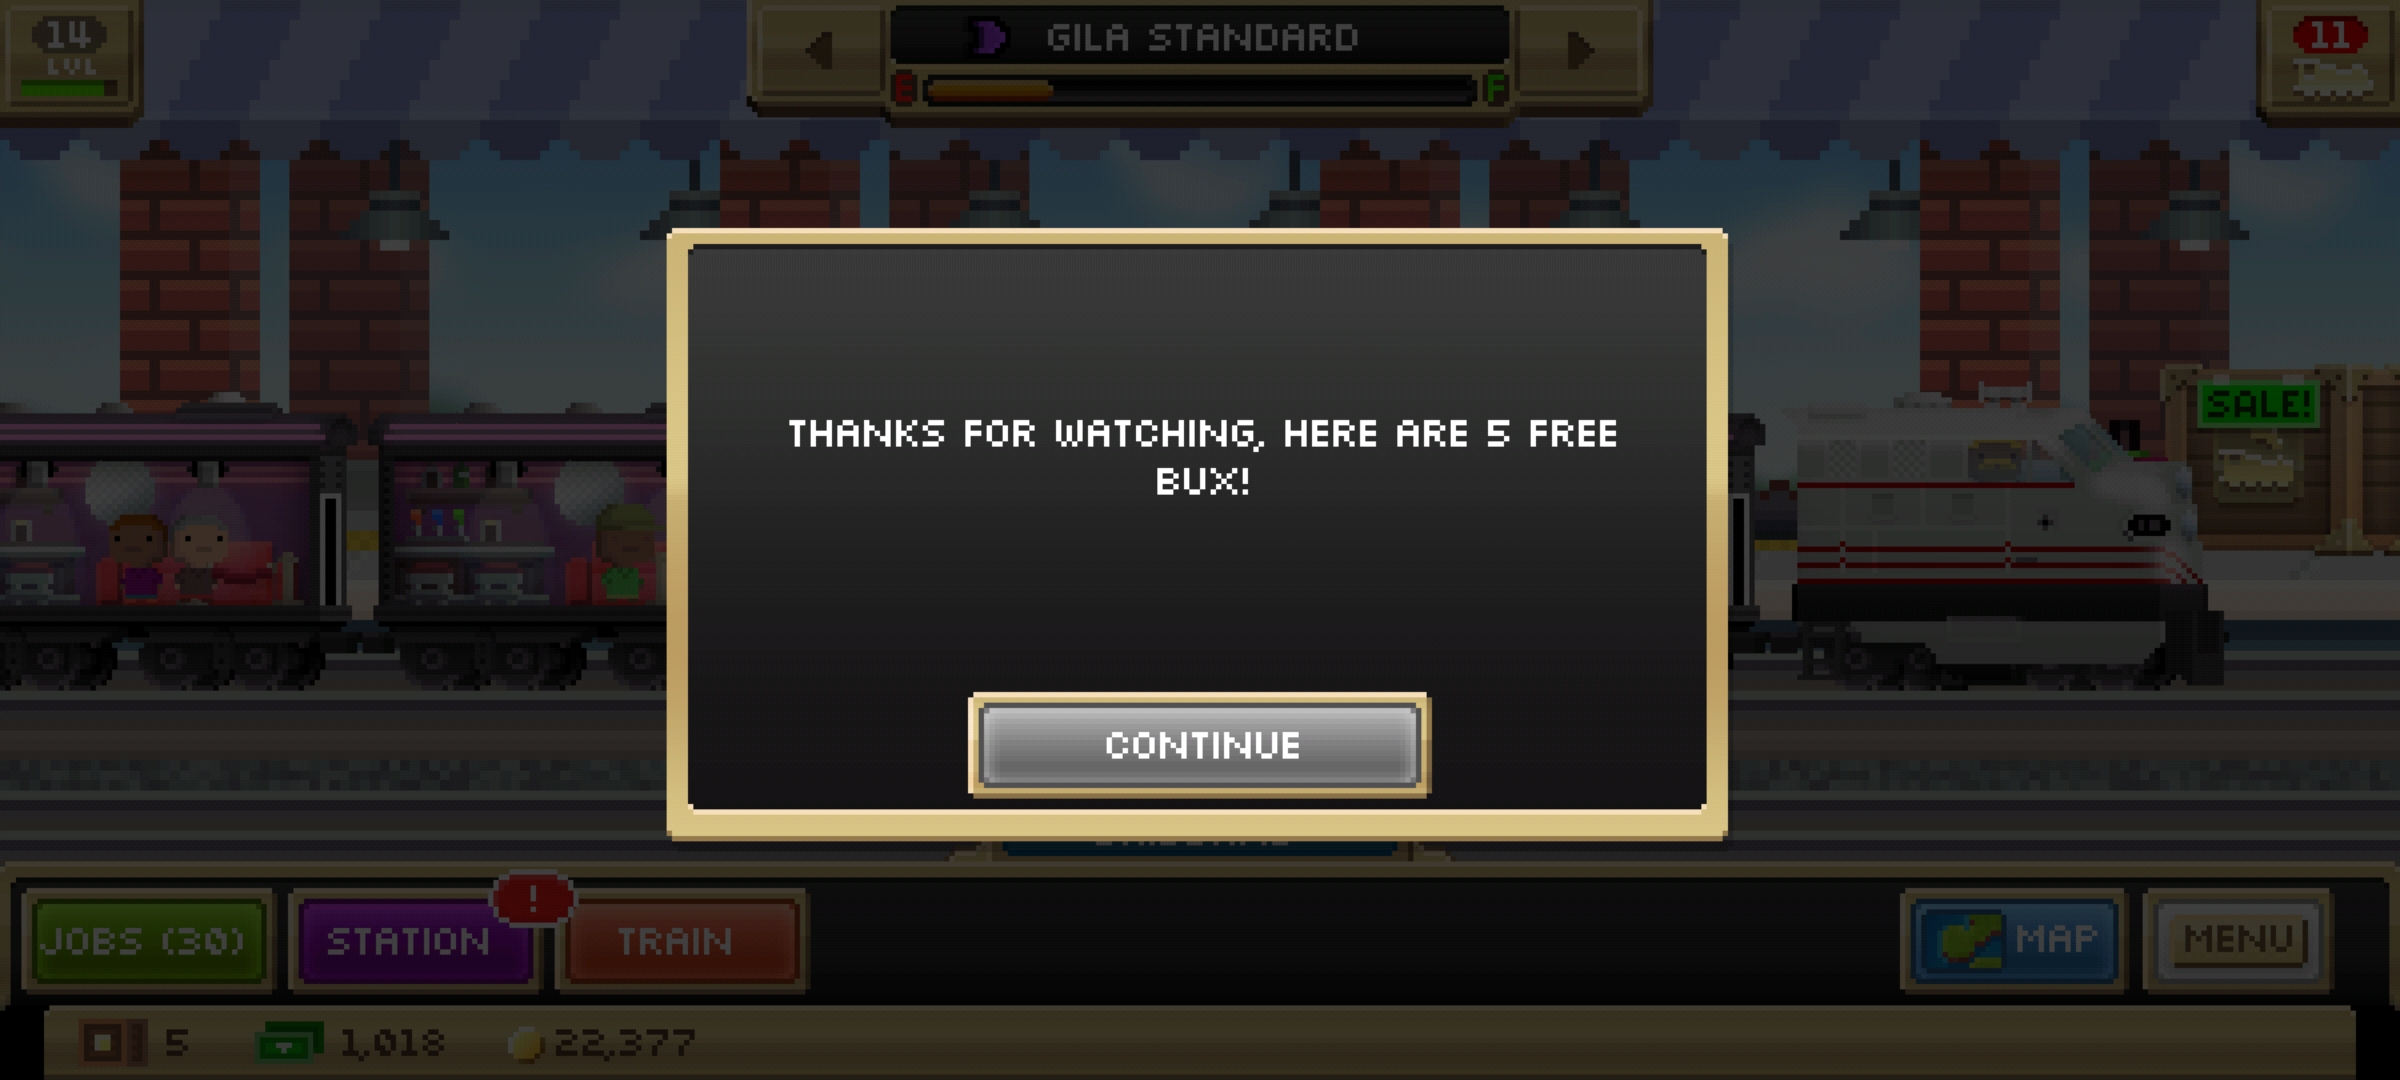 14
LVL
GILA STANDARD
E
F
11
SALE!
THANKS FOR WATCHING, HERE ARE 5 FREE
BUX!
CONTINUE
JOBS (30)
STATION
!
TRAIN
MAP
MENU
5
1,018
22,377